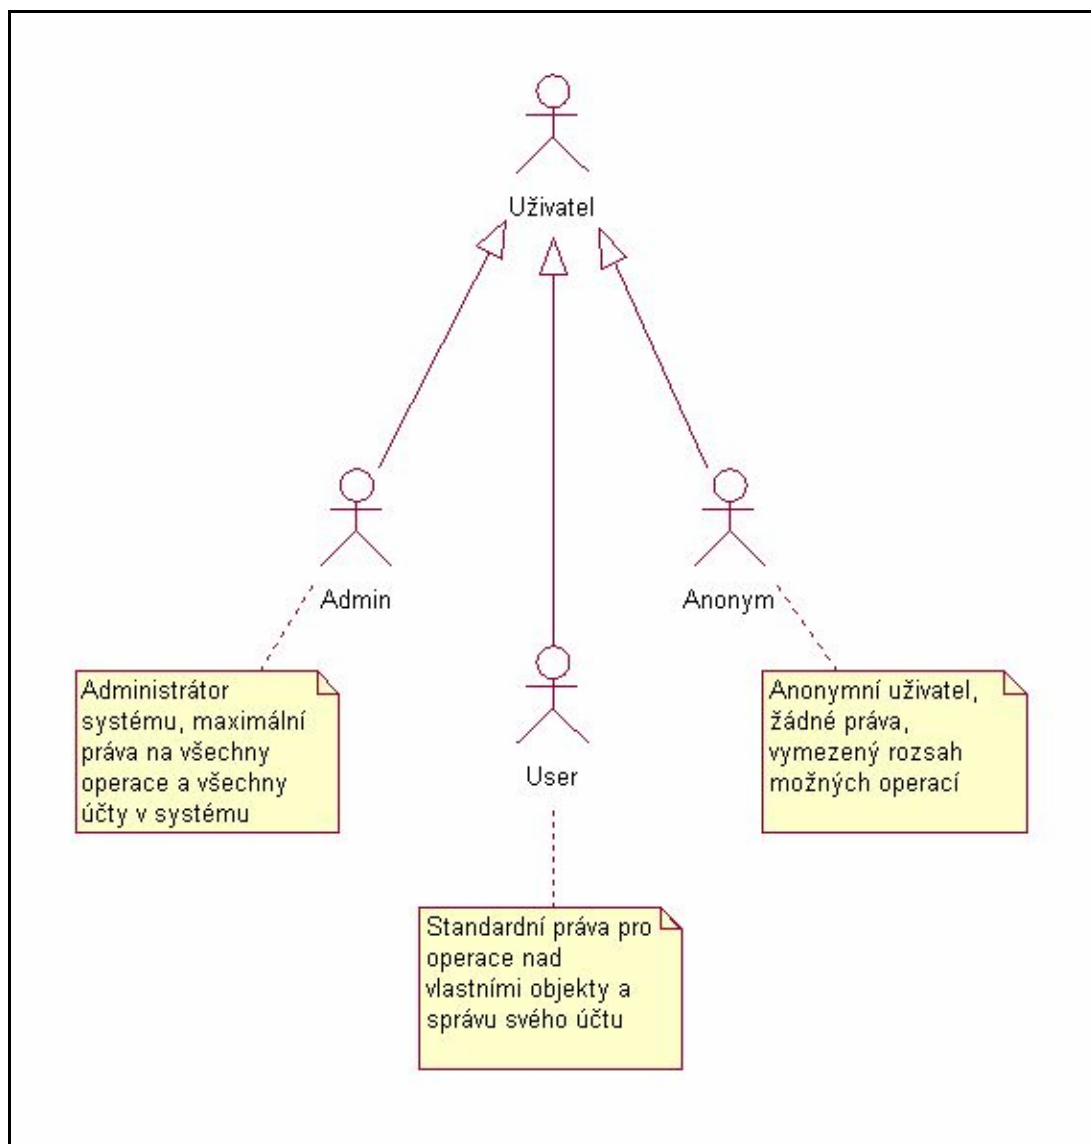 Uživatel
Admin
Anonym
Administrátor
systému, maximální
práva na všechny
operace a všechny
účty v systému
User
Anonymní uživatel,
žádné práva,
vymezený rozsah
možných operací
Standardní práva pro
operace nad
vlastními objekty a
správu svého účtu